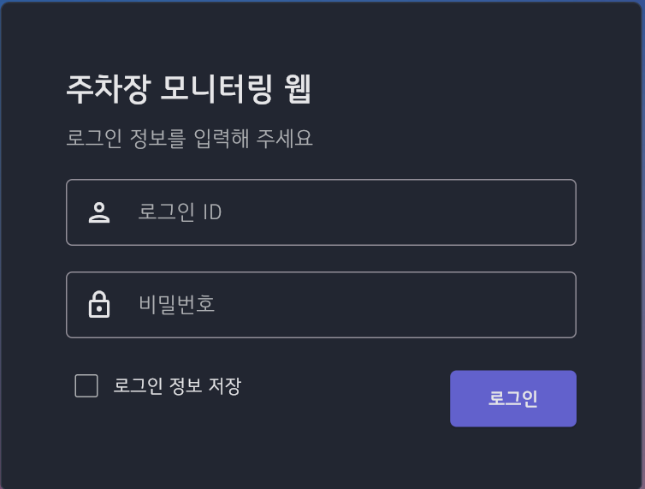 주차장 모니터링 웹
로그인 정보를 입력해 주세요
로그인 ID
비밀번호
로그인 정보 저장
로그인